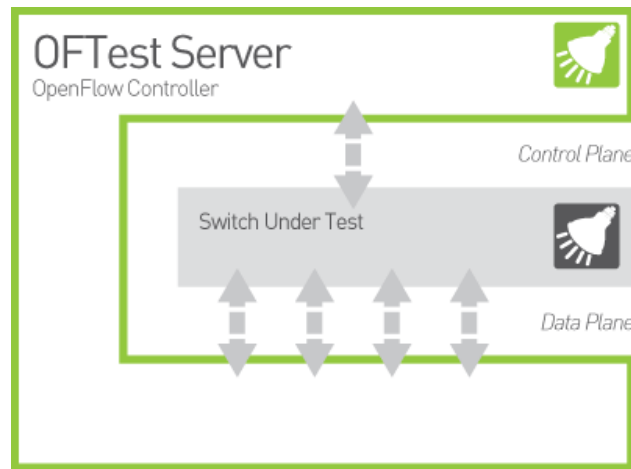 OFTest Server
OpenFlow Controller
Control Plane
Switch Under Test
Data Plane